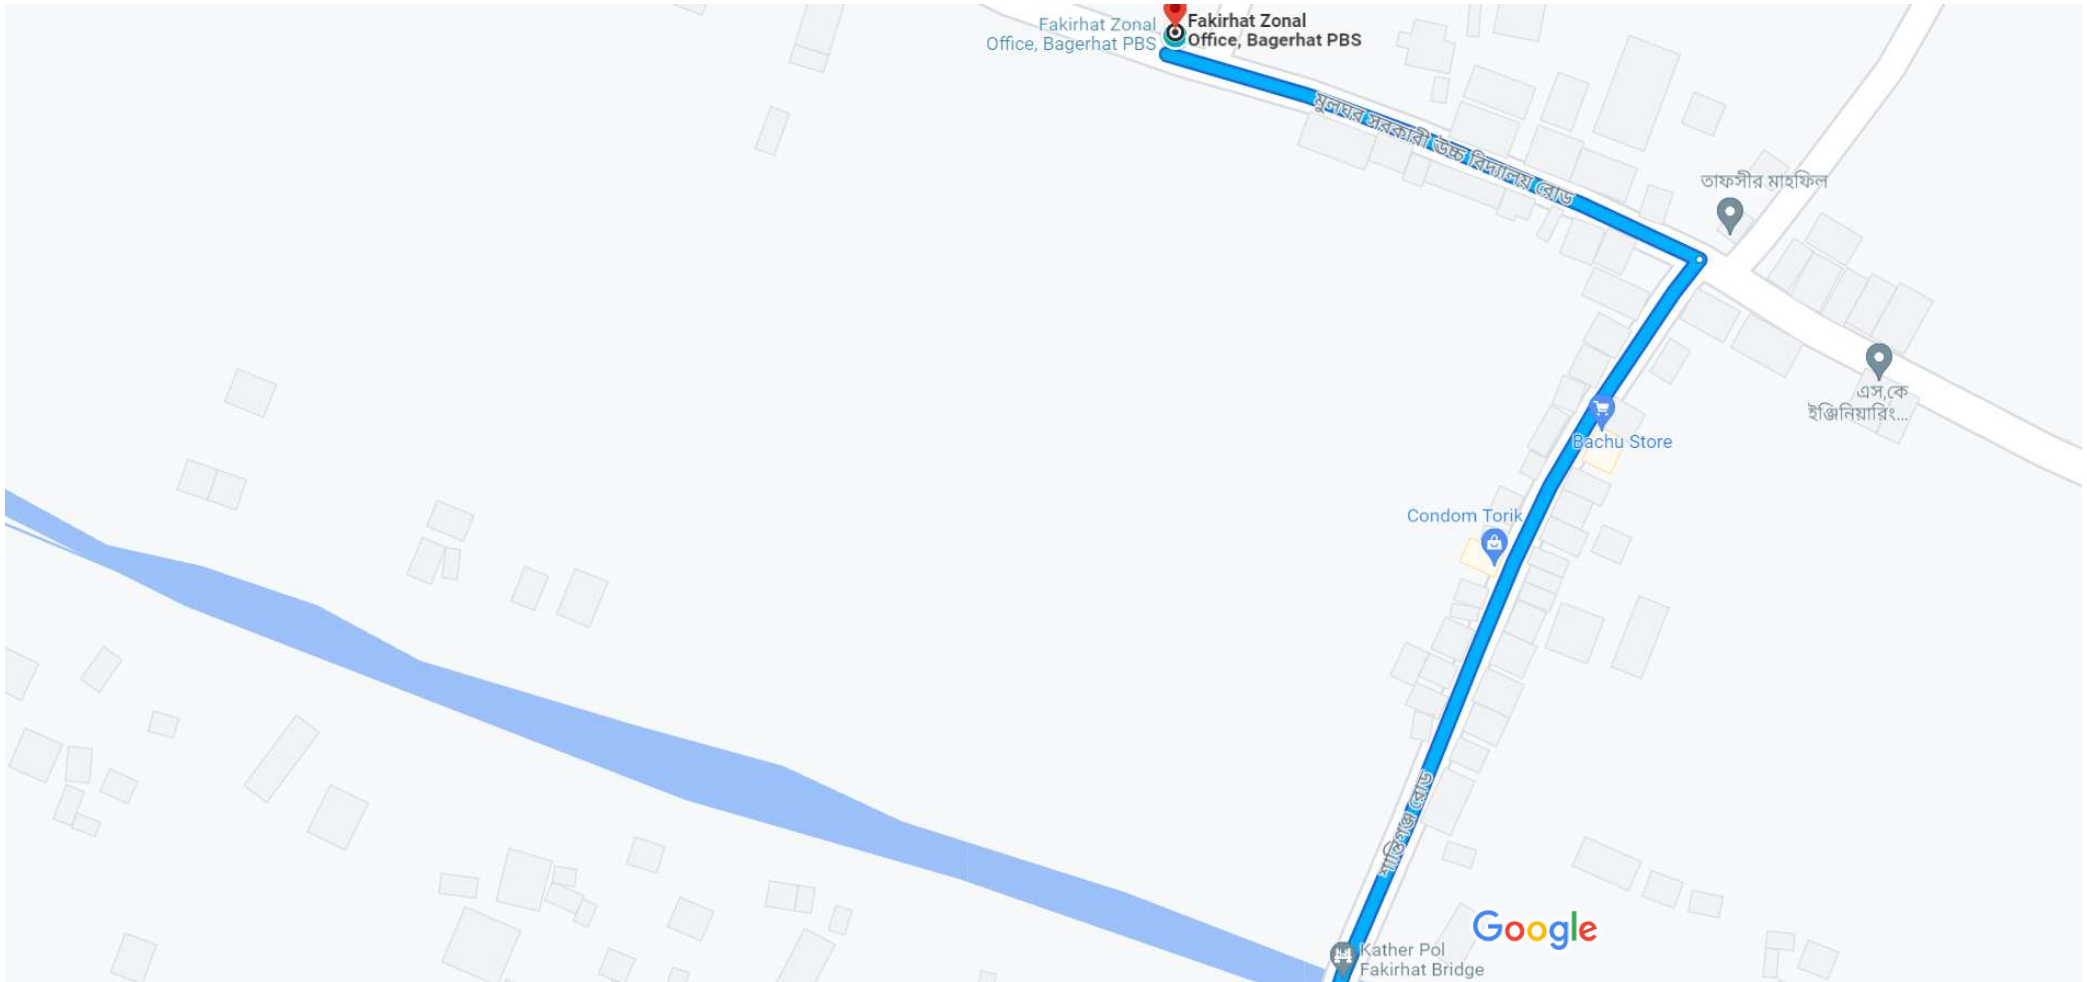 Fakirhat Zonal
Office, Bagerhat PBS
Fakirhat Zonal
Office, Bagerhat PBS
মুলঘর সরকারী উচ্চ বিদ্যালয় রোড
তাফসীর মাহফিল
এস,কে
ইঞ্জিনিয়ারিং...
Bachu Store
Condom Torik
শান্তিগঞ্জ রোড
Google
Kather Pol
Fakirhat Bridge